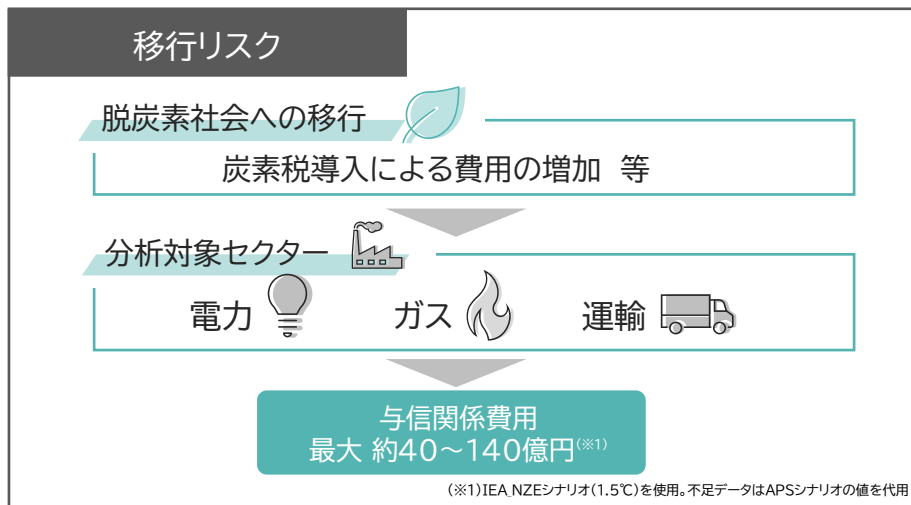 移行リスク
脱炭素社会への移行
炭素税導入による費用の増加 等
分析対象セクター
電力 ガス 運輸
与信関係費用
最大 約40～140億円(※1)
(※1)IEA_NZEシナリオ(1.5℃)を使用。不足データはAPSシナリオの値を代用